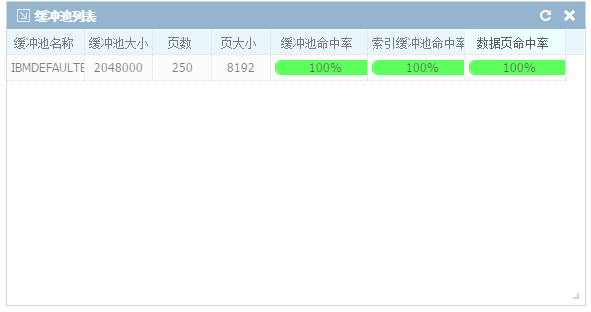 缓冲池列表
缓冲池名称 缓冲池大小 页数 页大小 缓冲池命中率 索引缓冲池命中率 数据页命中率
IBMDEFAULTE 2048000 250 8192 100% 100% 100%